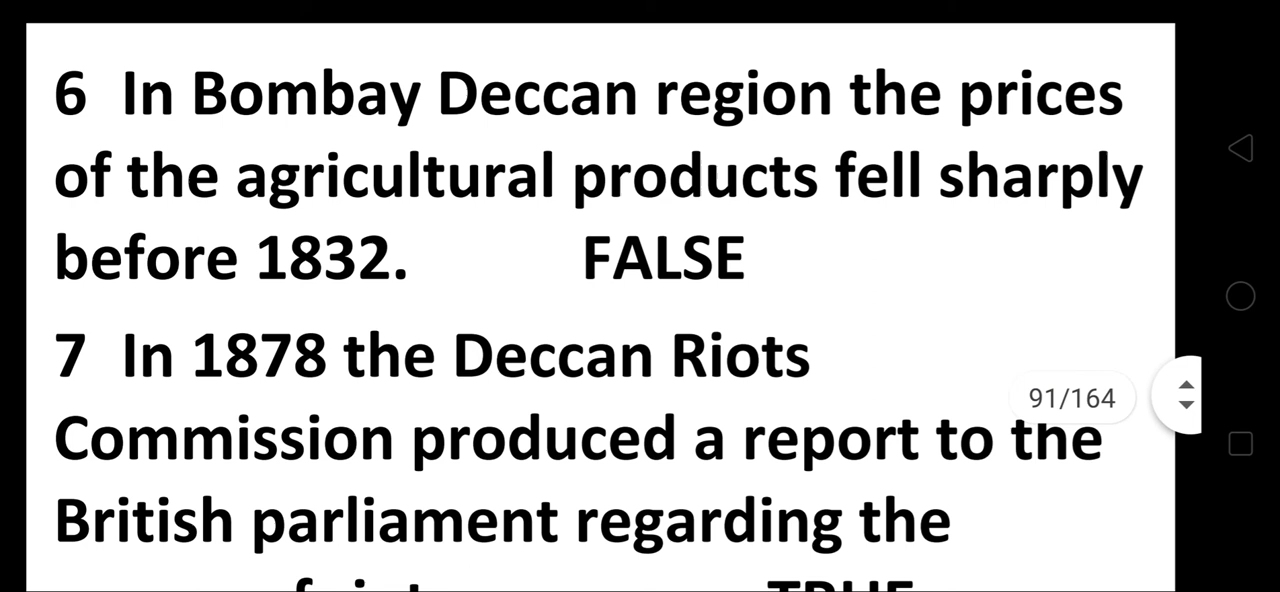 6 In Bombay Deccan region the prices
of the agricultural products fell sharply
before 1832. FALSE
7 In 1878 the Deccan Riots
91/164
Commission produced a report to the
British parliament regarding the
TRUE